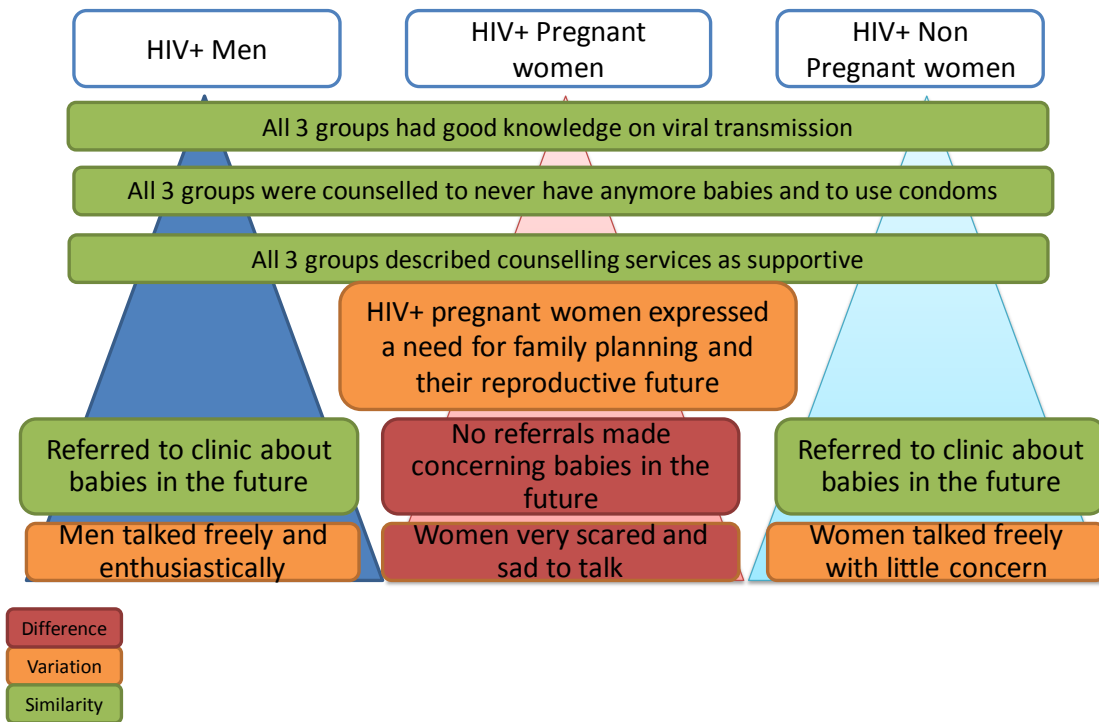 HIV+ Men
HIV+ Pregnant
women
HIV+ Non
Pregnant women
All 3 groups had good knowledge on viral transmission
All 3 groups were counselled to never have anymore babies and to use condoms
All 3 groups described counselling services as supportive
HIV+ pregnant women expressed
a need for family planning and
their reproductive future
Referred to clinic about
babies in the future
No referrals made
concerning babies in the
future
Referred to clinic about
babies in the future
Men talked freely and
enthusiastically
Women very scared and
sad to talk
Women talked freely
with little concern
Difference
Variation
Similarity